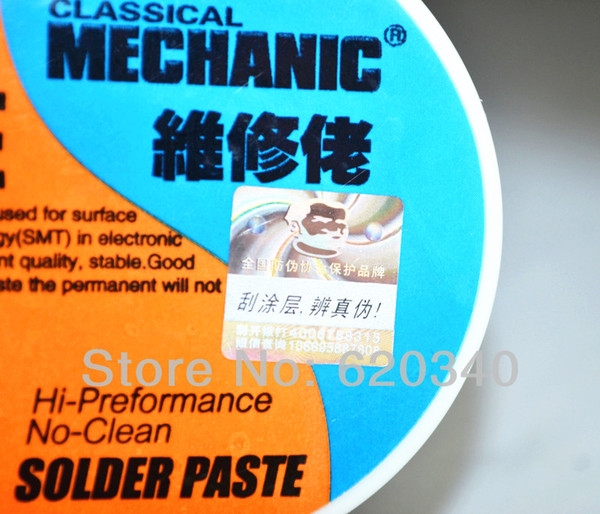 CLASSICAL
MECHANIC®
維修佬
used for surface
gy(SMT) in electronic
nt quality, stable.Good
ste the permanent will not
全国防伪协 保护品牌
刮涂层.辨真伪!
Store No: 620340
Hi-Preformance
No-Clean
SOLDER PASTE